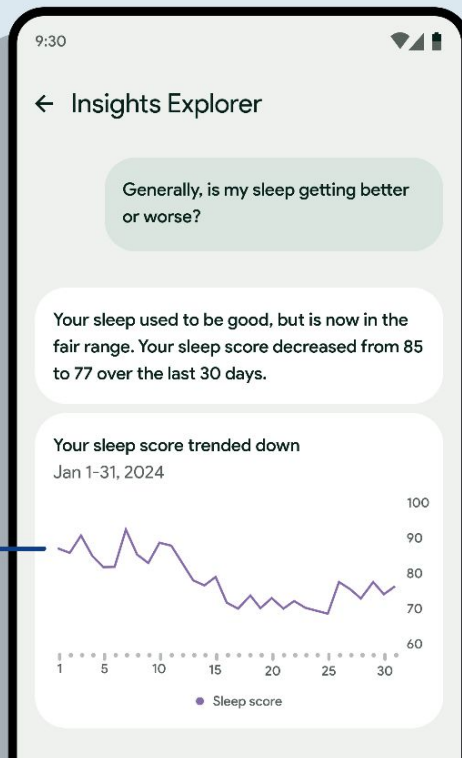 9:30
Insights Explorer
Generally, is my sleep getting better
or worse?
Your sleep used to be good, but is now in the
fair range. Your sleep score decreased from 85
to 77 over the last 30 days.
Your sleep score trended down
Jan 1-31, 2024
100
90
80
70
60
1 5 10 15 20 25 30
Sleep score